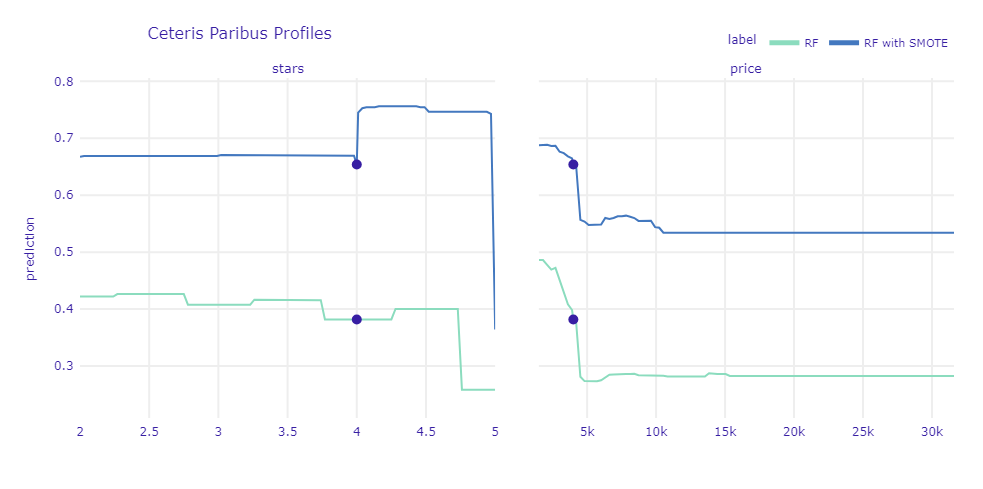 Ceteris Paribus Profiles
label RF RF with SMOTE
stars price
prediction
0.8
0.7
0.6
0.5
0.4
0.3
2 2.5 3 3.5 4 4.5 5 5k 10k 15k 20k 25k 30k